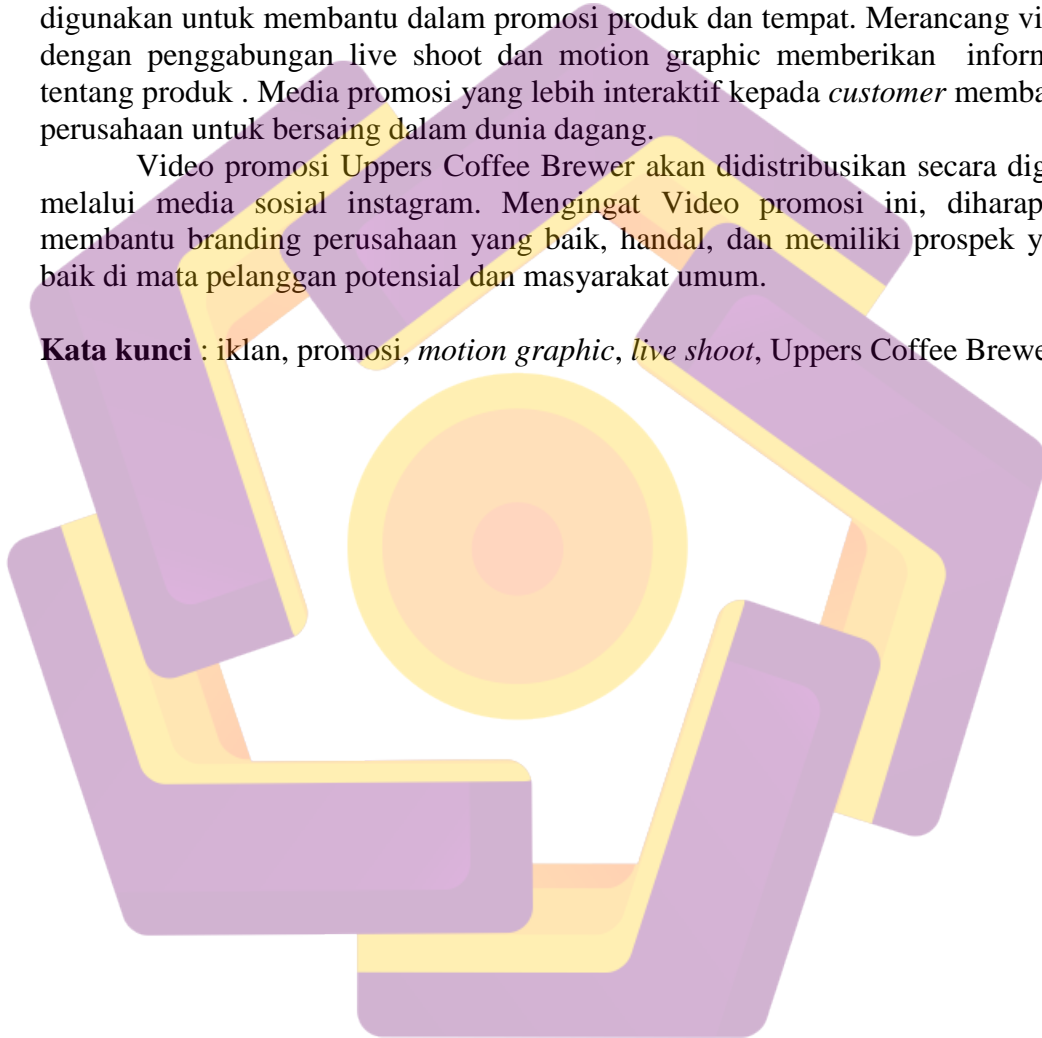 digunakan untuk membantu dalam promosi produk dan tempat. Merancang vi
dengan penggabungan live shoot dan motion graphic memberikan inform
tentang produk . Media promosi yang lebih interaktif kepada customer memba
perusahaan untuk bersaing dalam dunia dagang.
Video promosi Uppers Coffee Brewer akan didistribusikan secara dig
melalui media sosial instagram. Mengingat Video promosi ini, diharap
membantu branding perusahaan yang baik, handal, dan memiliki prospek y
baik di mata pelanggan potensial dan masyarakat umum.
Kata kunci : iklan, promosi, motion graphic, live shoot, Uppers Coffee Brewe